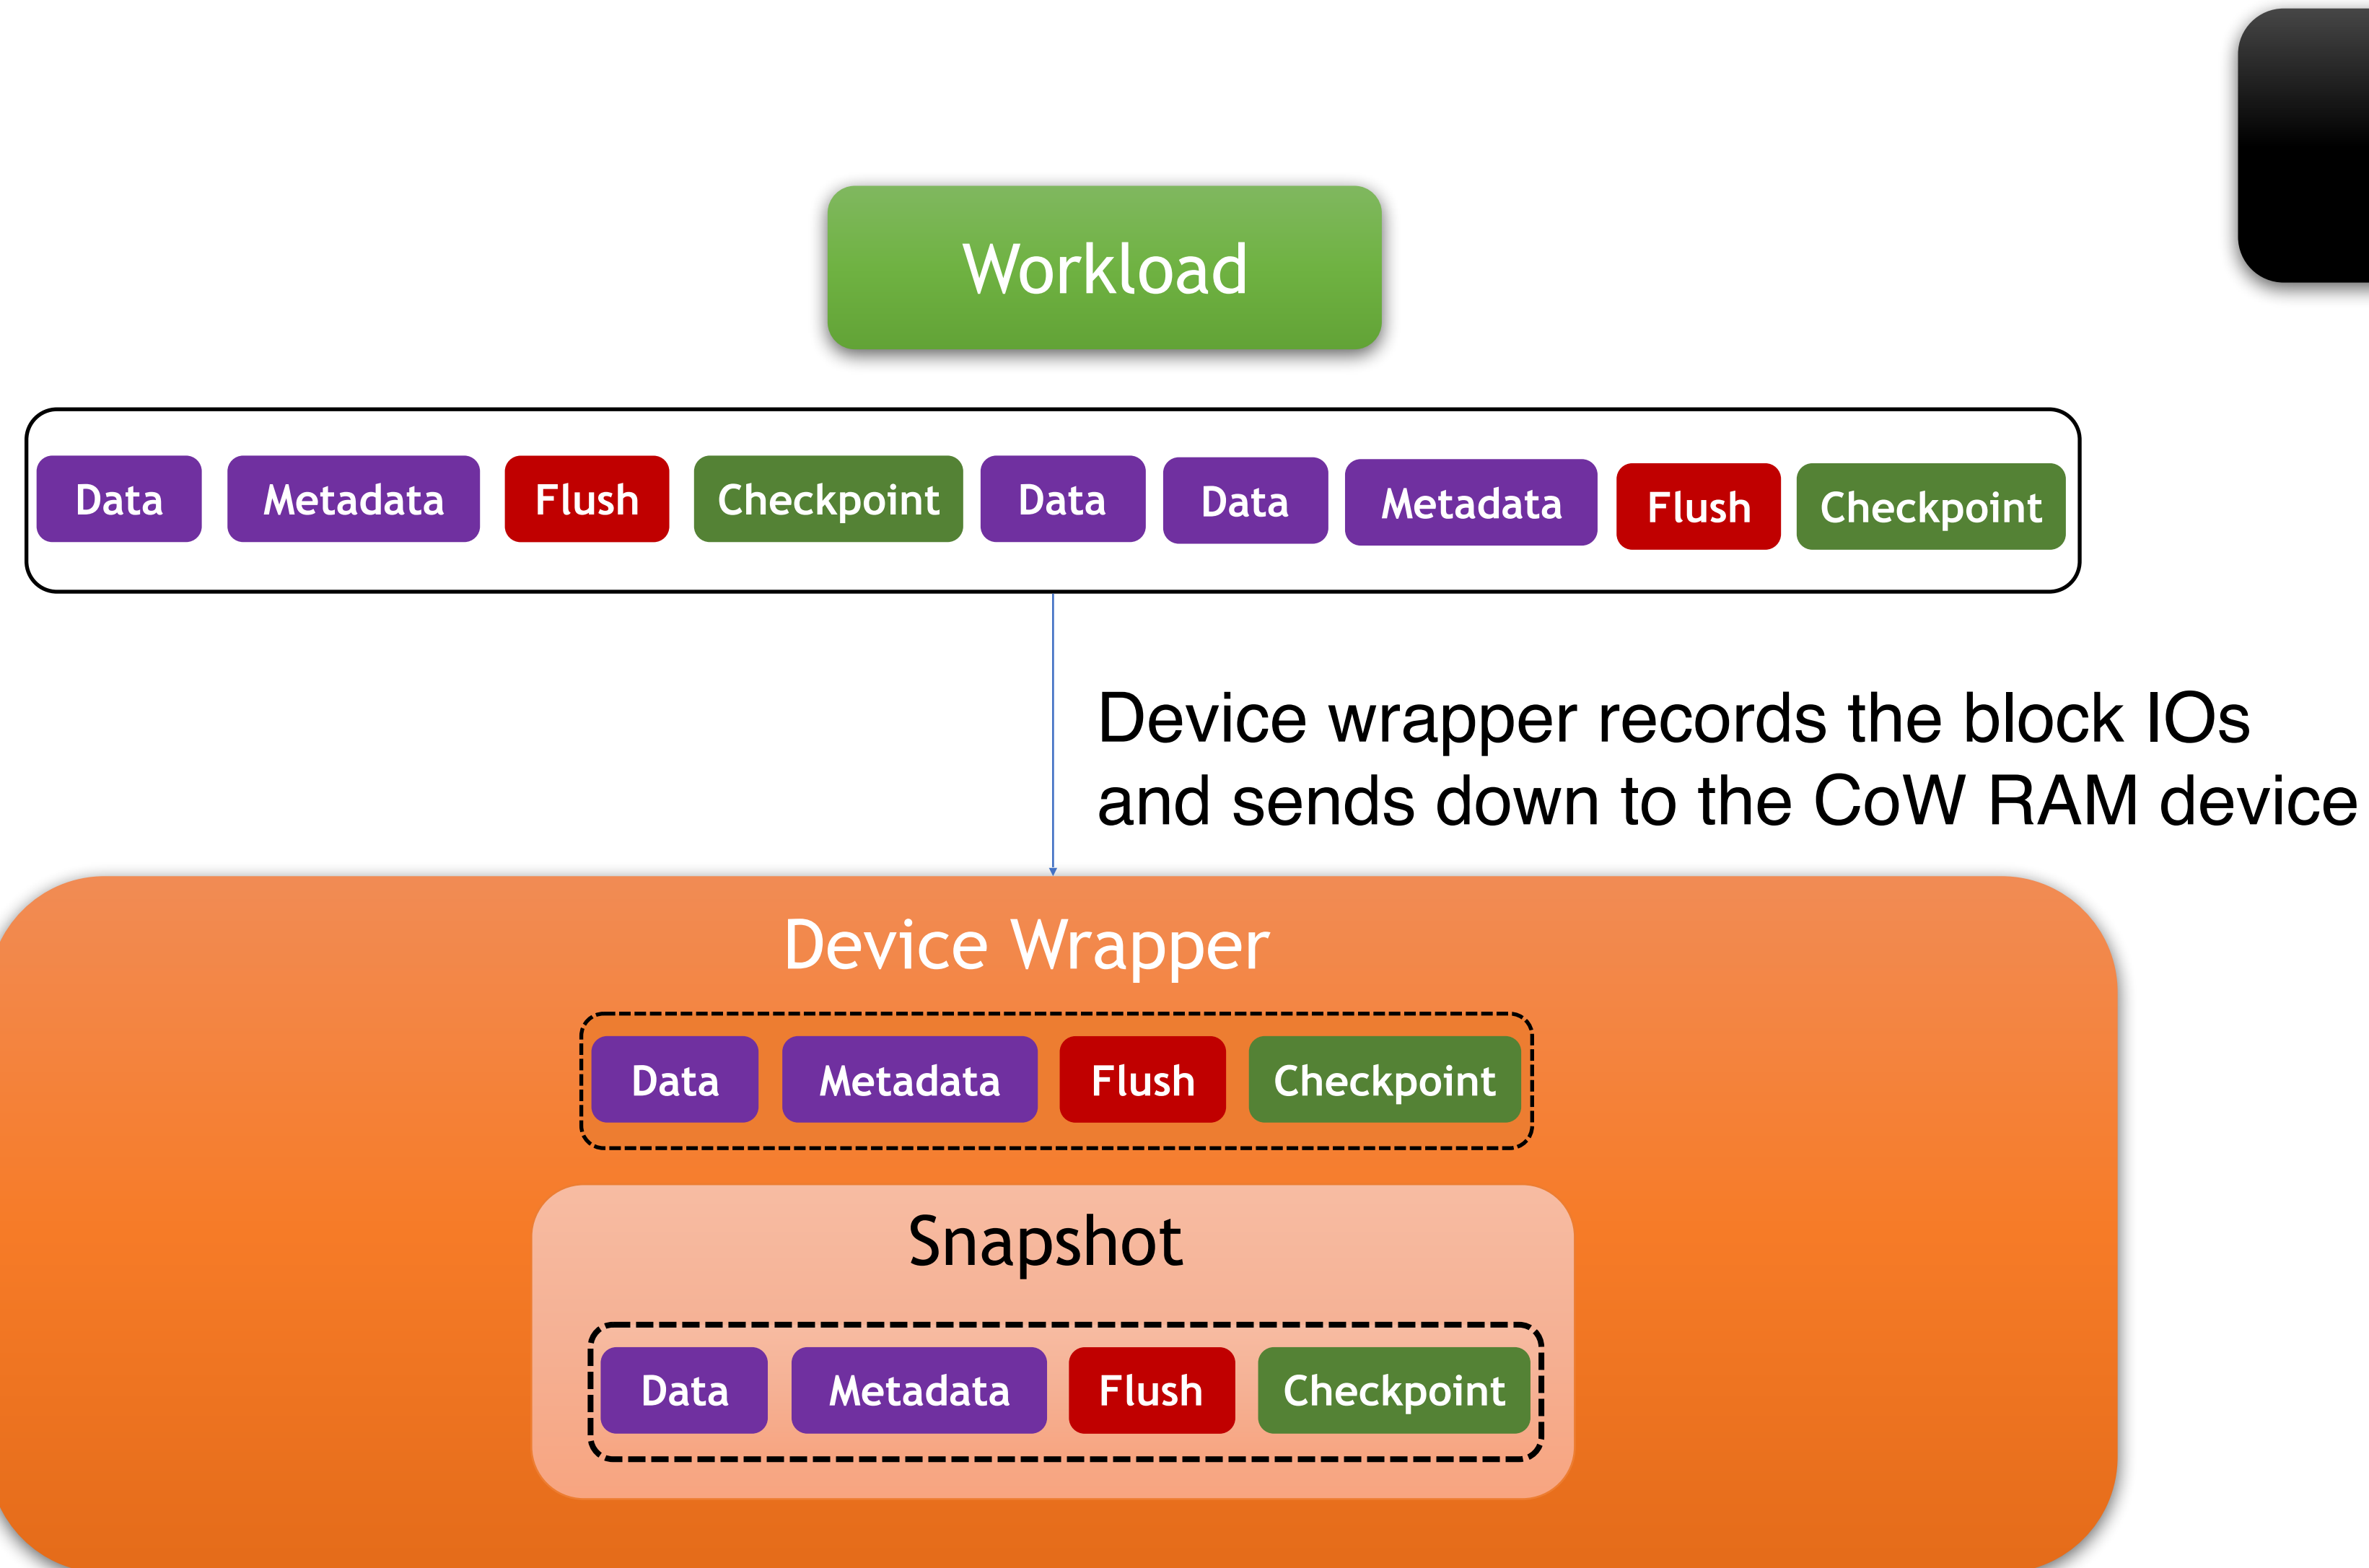 Workload
Data Metadata Flush Checkpoint Data Data Metadata Flush Checkpoint
Device wrapper records the block IOs
and sends down to the CoW RAM device
Device Wrapper
Data Metadata Flush Checkpoint
Snapshot
Data Metadata Flush Checkpoint